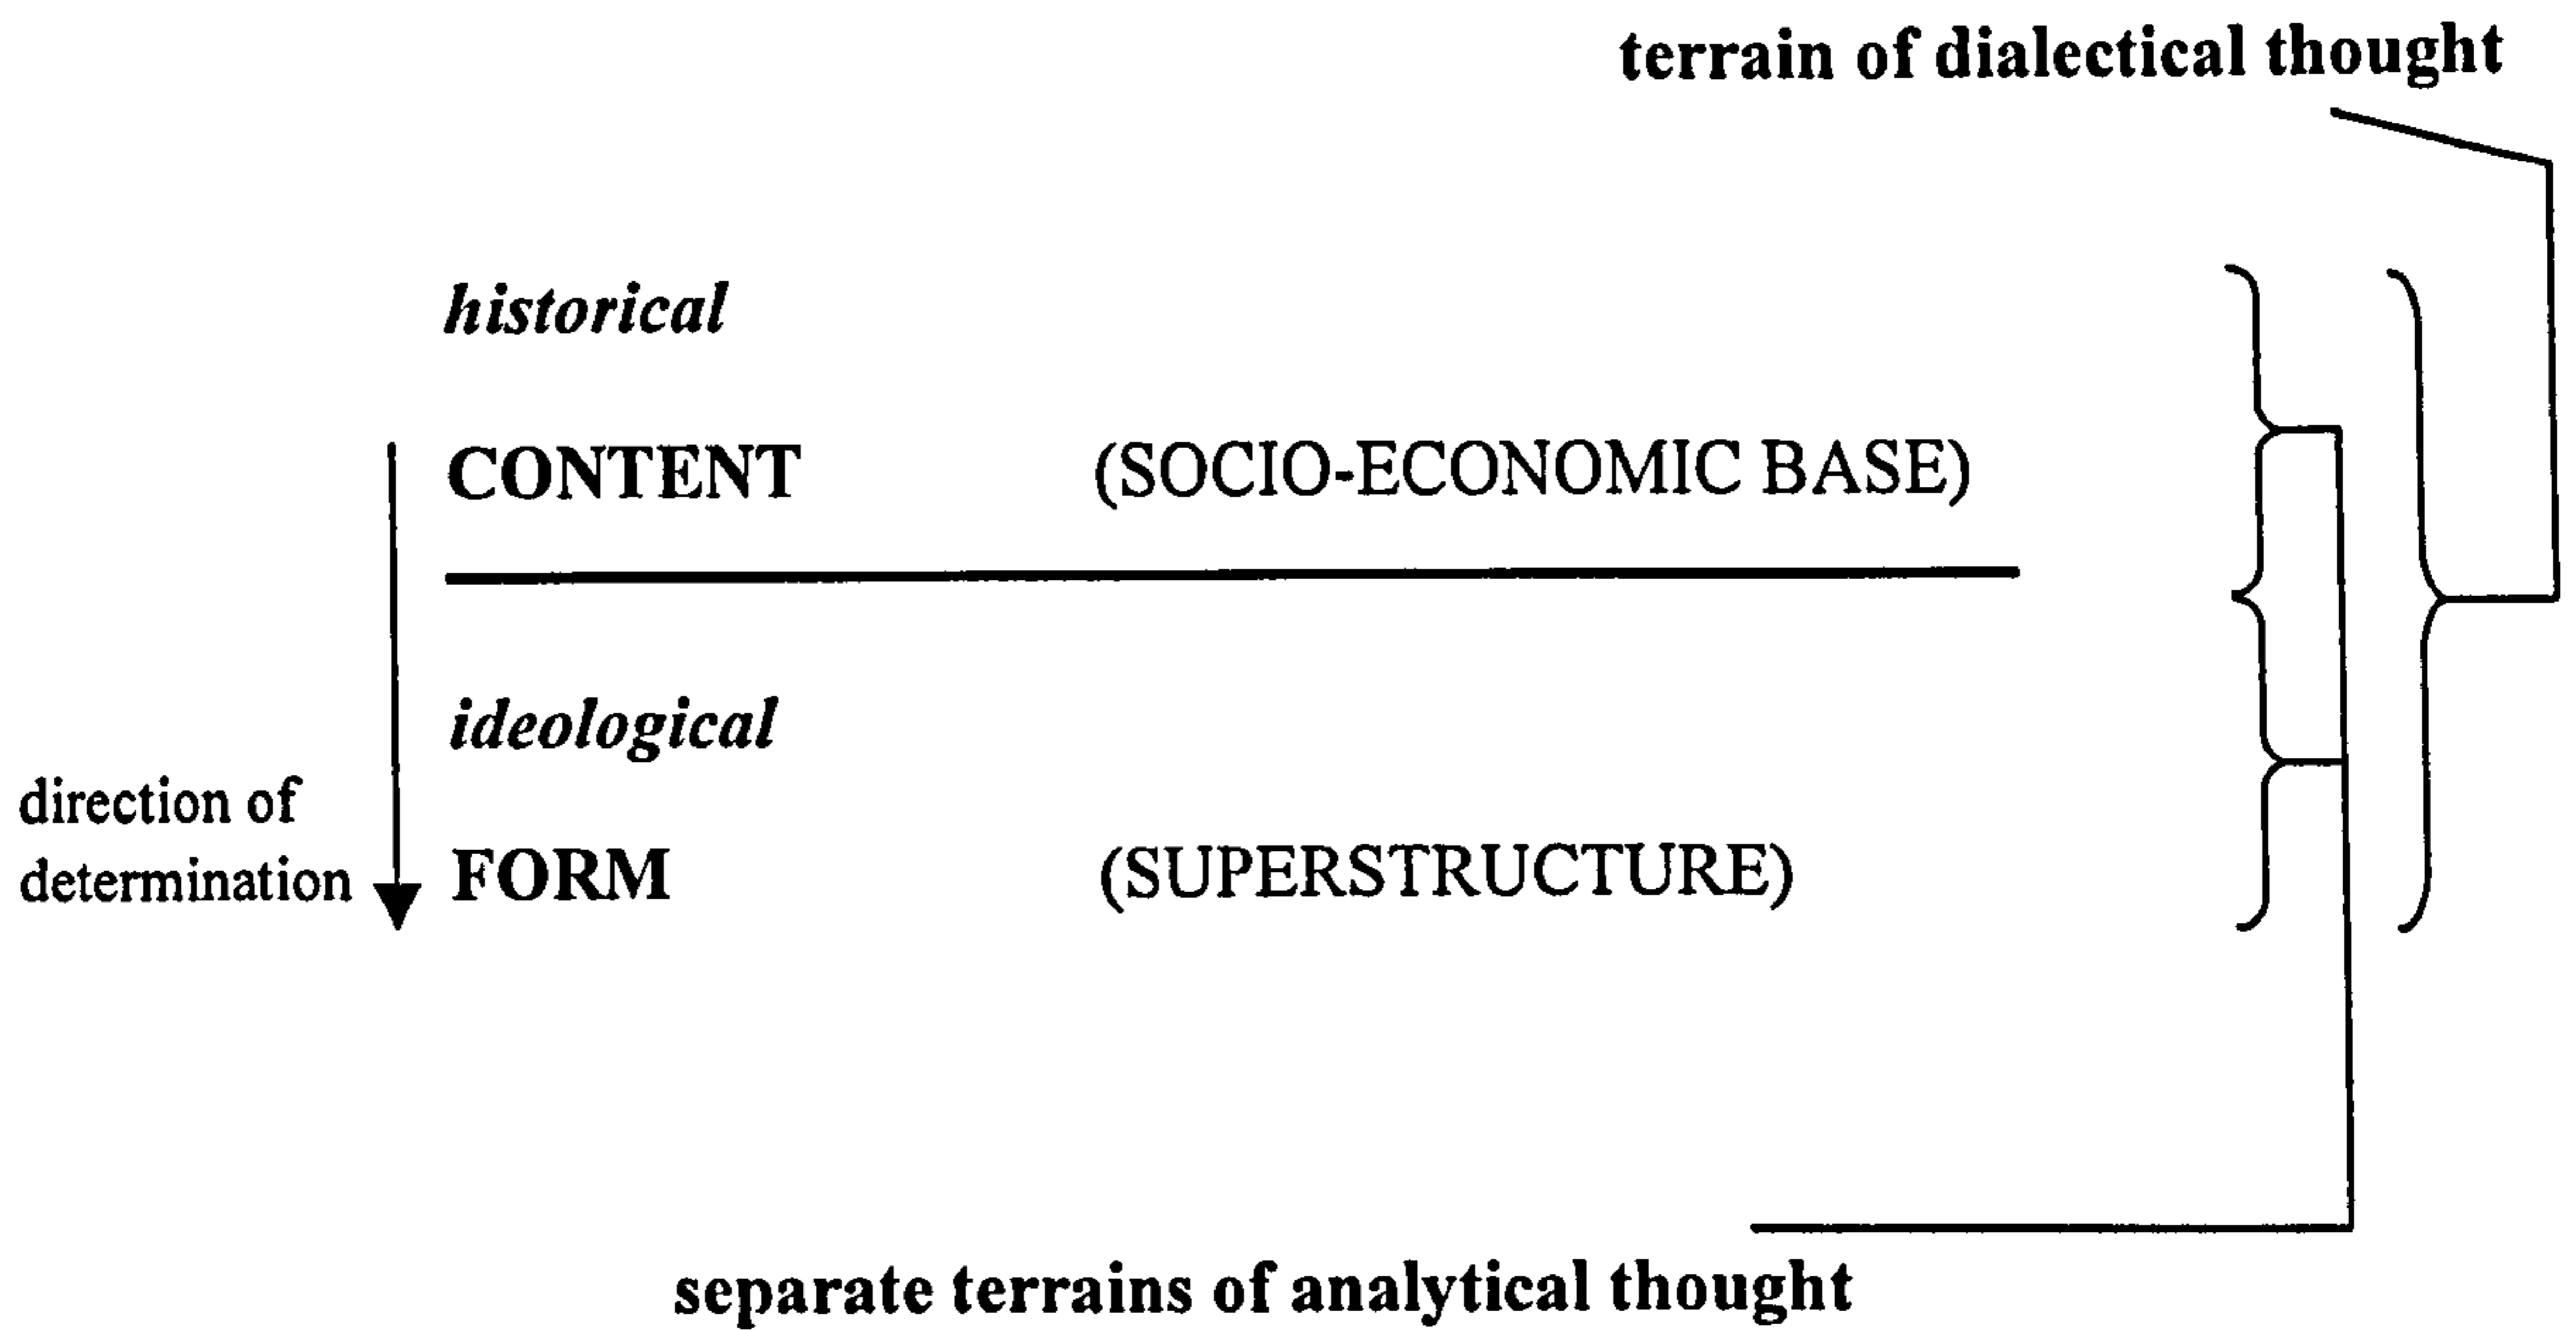 terrain of dialectical thought
historical
CONTENT (SOCIO-ECONOMIC BASE)
ideological
direction of
determination
FORM (SUPERSTRUCTURE)
separate terrains of analytical thought